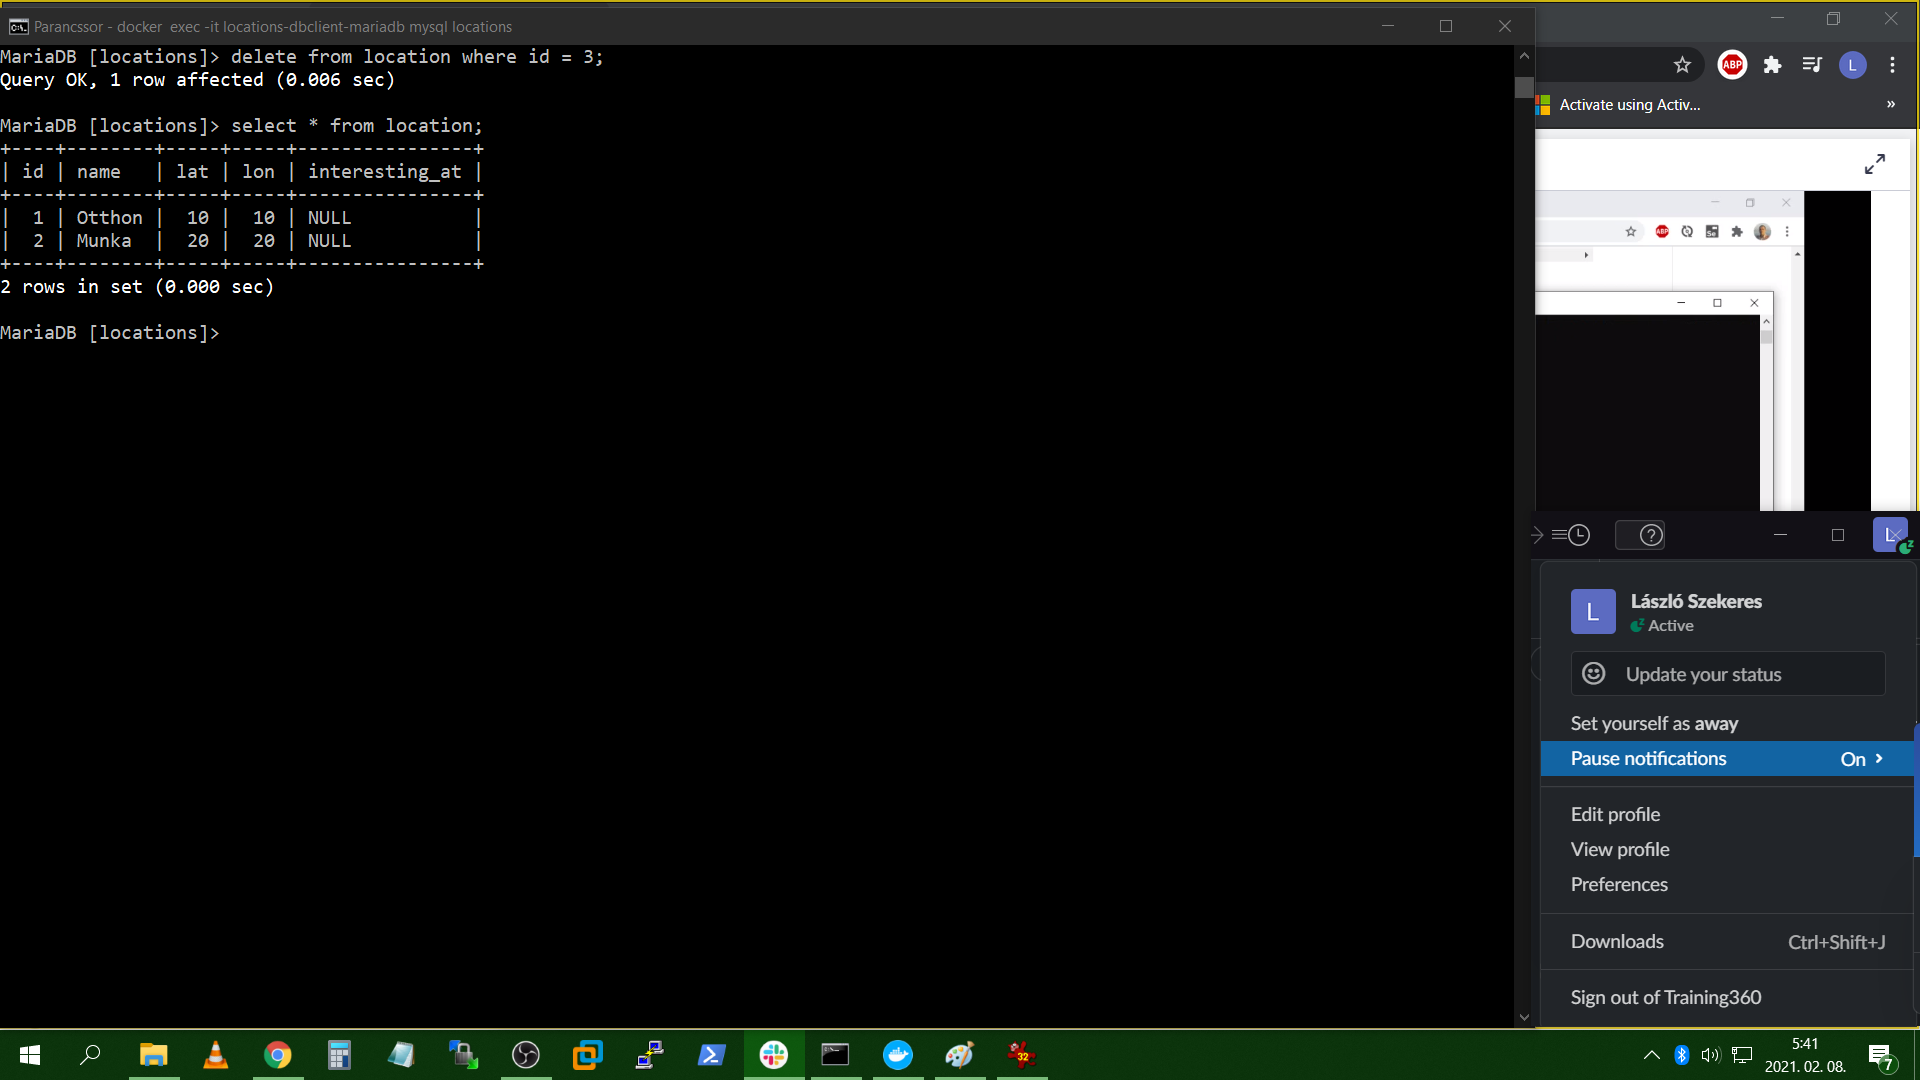 Parancssor - docker  exec -it locations-dbclient-mariadb mysql locations
MariaDB [locations]> delete from location where id = 3;
Query OK, 1 row affected (0.006 sec)
MariaDB [locations]> select * from location;
+----+--------+-----+-----+----------------+
| id | name   | lat | lon | interesting_at |
+----+--------+-----+-----+----------------+
|  1 | Otthon |  10 |  10 | NULL           |
|  2 | Munka  |  20 |  20 | NULL           |
+----+--------+-----+-----+----------------+
2 rows in set (0.000 sec)
MariaDB [locations]>
ABP
L
Activate using Activ...
»
ABP
L
L
László Szekeres
Active
Update your status
Set yourself as away
Pause notifications On
Edit profile
View profile
Preferences
Downloads Ctrl+Shift+J
Sign out of Training360
32
5:41
2021. 02. 08.
7